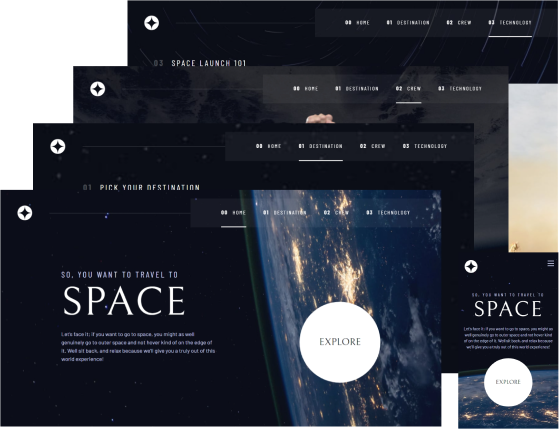 00 HOME 01 DESTINATION 02 CREW 03 TECHNOLOGY
03 SPACE LAUNCH 101
00 HOME 01 DESTINATION 02 CREW 03 TECHNOLOGY
00 HOME 01 DESTINATION 02 CREW 03 TECHNOLOGY
01 PICK YOUR DESTINATION
00 HOME 01 DESTINATION 02 CREW 03 TECHNOLOGY
SO, YOU WANT TO TRAVEL TO
SPACE
Let's face it; if you want to go to space, you might as well
genuinely go to outer space and not hover kind of on the edge of
it. Well sit back, and relax because we'll give you a truly out of this
world experience!
EXPLORE
SO, YOU WANT TO TRAVEL TO
SPACE
Let's face it; if you want to go to space, you might as
well genuinely go to outer space and not hover kind
of on the edge of it. Well sit back, and relax because
we'll give you a truly out of this world experience!
EXPLORE